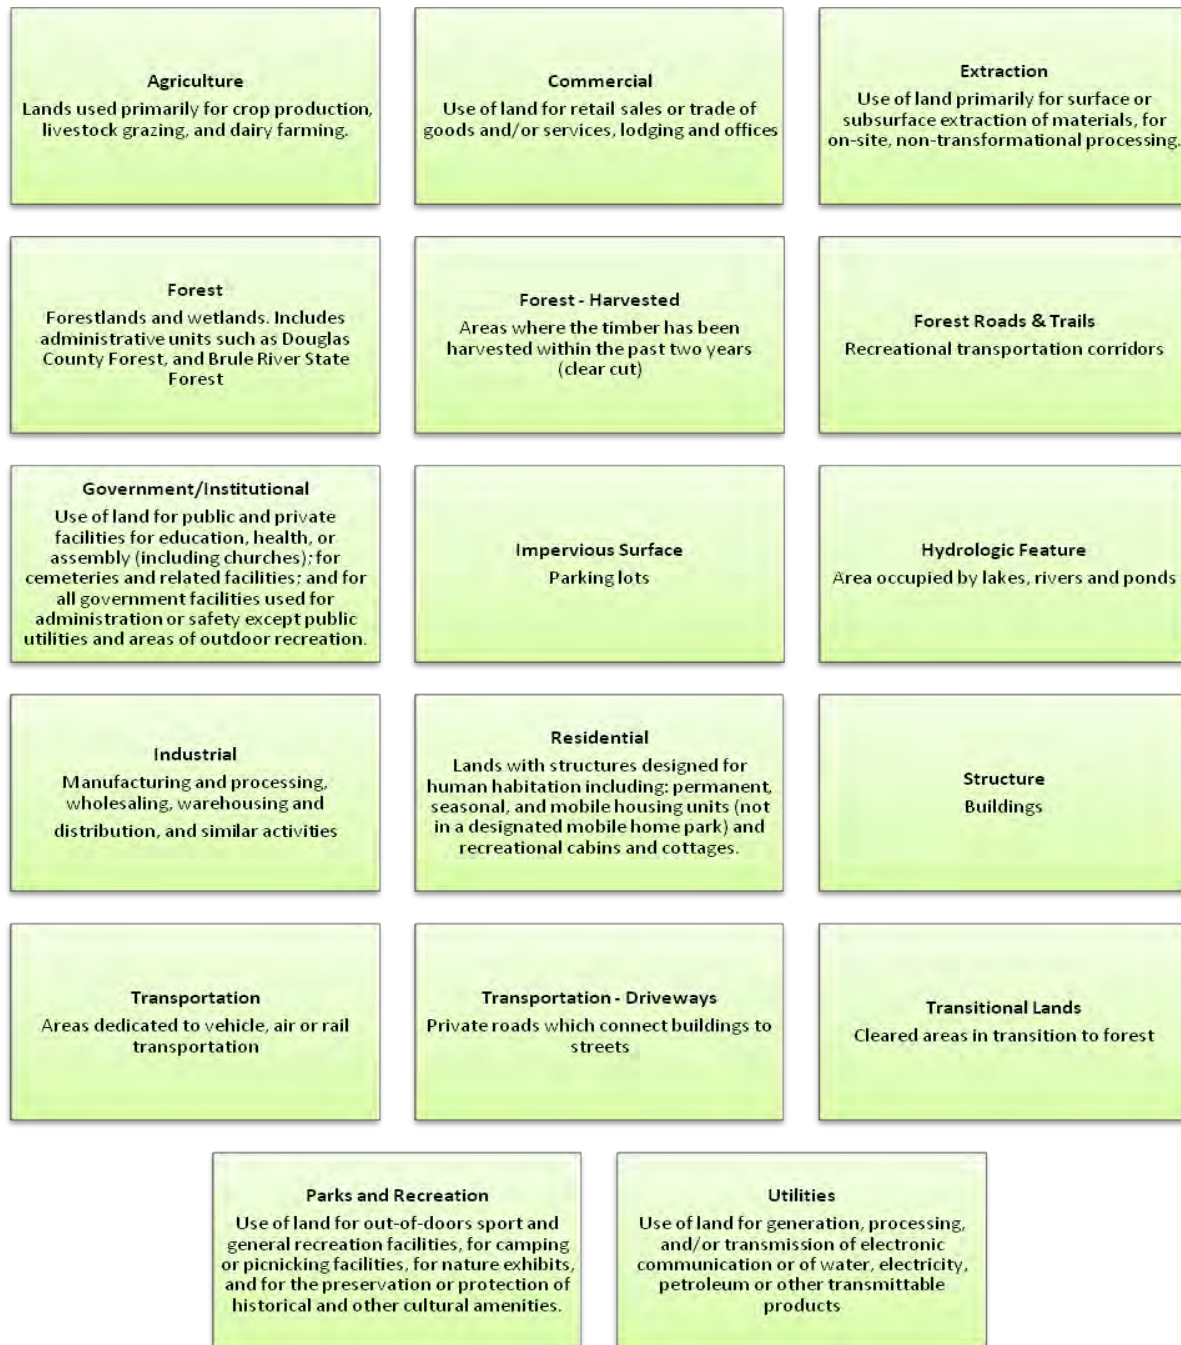 Agriculture
Lands used primarily for crop production,
livestock grazing, and dairy farming.
Commercial
Use of land for retail sales or trade of
goods and/or services, lodging and offices
Extraction
Use of land primarily for surface or
subsurface extraction of materials, for
on-site, non-transformational processing.
Forest
Forestlands and wetlands. Includes
administrative units such as Douglas
County Forest, and Brule River State
Forest
Forest - Harvested
Areas where the timber has been
harvested within the past two years
(clear cut)
Forest Roads & Trails
Recreational transportation corridors
Government/Institutional
Use of land for public and private
facilities for education, health, or
assembly (including churches); for
cemeteries and related facilities; and for
all government facilities used for
administration or safety except public
utilities and areas of outdoor recreation.
Impervious Surface
Parking lots
Hydrologic Feature
Area occupied by lakes, rivers and ponds
Industrial
Manufacturing and processing,
wholesaling, warehousing and
distribution, and similar activities
Residential
Lands with structures designed for
human habitation including: permanent,
seasonal, and mobile housing units (not
in a designated mobile home park) and
recreational cabins and cottages.
Structure
Buildings
Transportation
Areas dedicated to vehicle, air or rail
transportation
Transportation - Driveways
Private roads which connect buildings to
streets
Transitional Lands
Cleared areas in transition to forest
Parks and Recreation
Use of land for out-of-doors sport and
general recreation facilities, for camping
or picnicking facilities, for nature exhibits,
and for the preservation or protection of
historical and other cultural amenities.
Utilities
Use of land for generation, processing,
and/or transmission of electronic
communication or of water, electricity,
petroleum or other transmittable
products